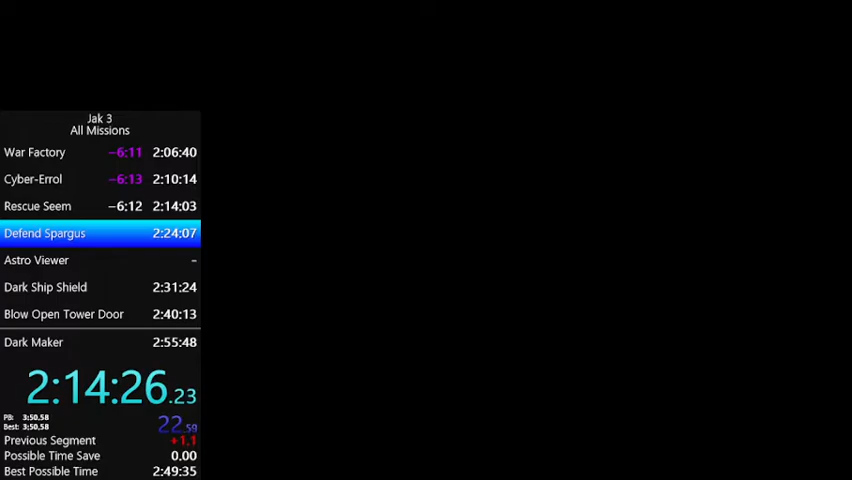 Jak 3
All Missions
War Factory −6:11 2:06:40
Cyber-Errol −6:13 2:10:14
Rescue Seem −6:12 2:14:03
Defend Spargus 2:24:07
Astro Viewer -
Dark Ship Shield 2:31:24
Blow Open Tower Door 2:40:13
Dark Maker 2:55:48
2:14:26.23
PB: 3:50.58
Best: 3:50.58
22.59
Previous Segment +1.1
Possible Time Save 0.00
Best Possible Time 2:49:35